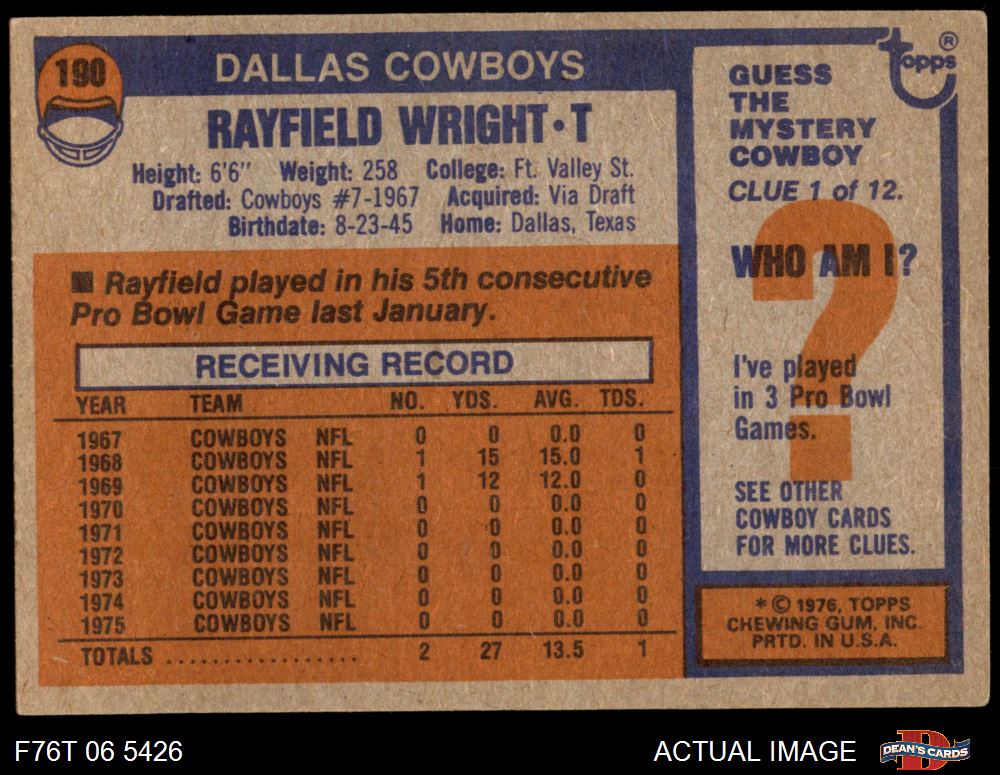 190
DALLAS COWBOYS
RAYFIELD WRIGHT•T
Height: 6'6" Weight: 258 College: Ft. Valley St.
Drafted: Cowboys #7-1967 Acquired: Via Draft
Birthdate: 8-23-45 Home: Dallas, Texas
■ Rayfield played in his 5th consecutive
Pro Bowl Game last January.
RECEIVING RECORD
YEAR TEAM NO. YDS. AVG. TDS.
1967 COWBOYS NFL 0 0 0.0 0
1968 COWBOYS NFL 1 15 15.0 1
1969 COWBOYS NFL 1 12 12.0 0
1970 COWBOYS NFL 0 0 0.0 0
1971 COWBOYS NFL 0 0 0.0 0
1972 COWBOYS NFL 0 0 0.0 0
1973 COWBOYS NFL 0 0 0.0 0
1974 COWBOYS NFL 0 0 0.0 0
1975 COWBOYS NFL 0 0 0.0 0
TOTALS .................. 2 27 13.5 1
topps®
GUESS
THE
MYSTERY
COWBOY
CLUE 1 of 12.
?
WHO AM I?
I've played
in 3 Pro Bowl
Games.
SEE OTHER
COWBOY CARDS
FOR MORE CLUES.
* © 1976, TOPPS
CHEWING GUM, INC.
PRTD. IN U.S.A.
F76T 06 5426
ACTUAL IMAGE
D
DEAN'S CARDS